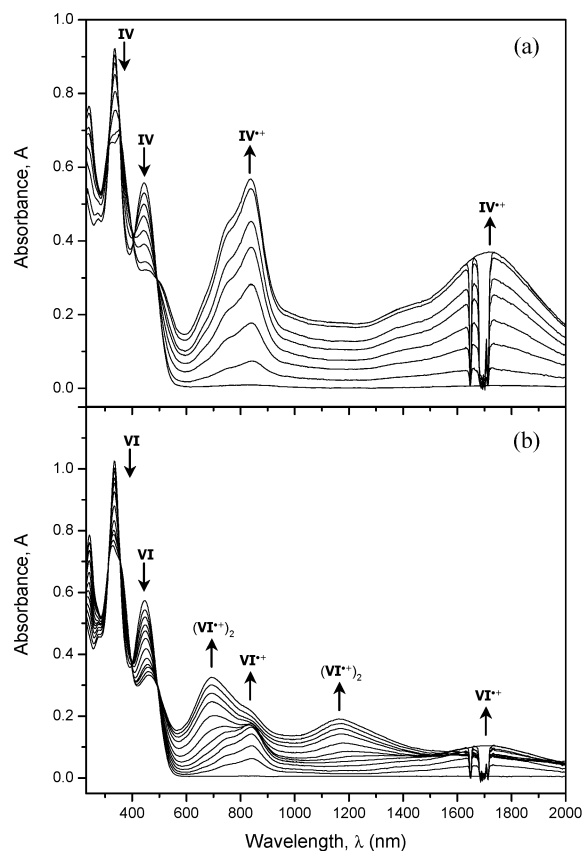 (a)
IV
IV
IV•+
IV•+
1.0
0.8
0.6
0.4
0.2
0.0
Absorbance, A
(b)
VI
VI
(VI•+)2
VI•+
(VI•+)2
VI•+
1.0
0.8
0.6
0.4
0.2
0.0
Absorbance, A
400 600 800 1000 1200 1400 1600 1800 2000
Wavelength, λ (nm)